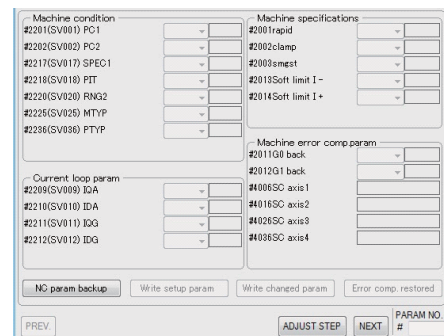 Machine condition
#2201(SV001) PC1
#2202(SV002) PC2
#2217(SV017) SPEC1
#2218(SV018) PIT
#2220(SV020) RNG2
#2225(SV025) MTYP
#2236(SV036) PTYP
Current loop param
#2209(SV009) IQA
#2210(SV010) IDA
#2211(SV011) IQG
#2212(SV012) IDG
Machine specifications
#2001rapid
#2002clamp
#2003smgst
#2013Soft limit I-
#2014Soft limit I+
Machine error comp.param
#2011G0 back
#2012G1 back
#4006SC axis1
#4016SC axis2
#4026SC axis3
#4036SC axis4
NC param backup
Write setup param
Write changed param
Error comp. restored
PREV.
ADJUST STEP
NEXT
PARAM NO
#